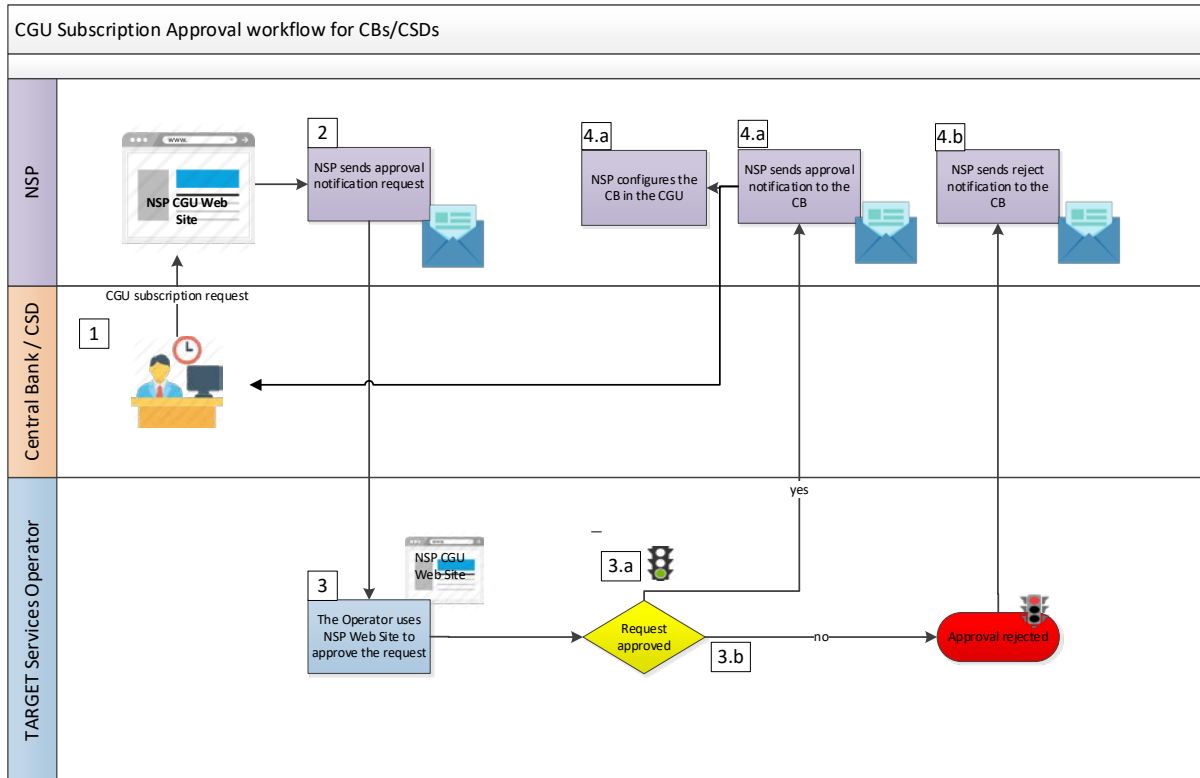 CGU Subscription Approval workflow for CBs/CSDs
NSP
www.
NSP CGU Web
Site
2
NSP sends approval
notification request
4.a
NSP configures the
CB in the CGU
4.a
NSP sends approval
notification to the
CB
4.b
NSP sends reject
notification to the
CB
Central Bank / CSD
CGU subscription request
1
TARGET Services Operator
yes
NSP CGU
Web Site
3
The Operator uses
NSP Web Site to
approve the request
3.a
Request
approved
3.b
no
Approval rejected